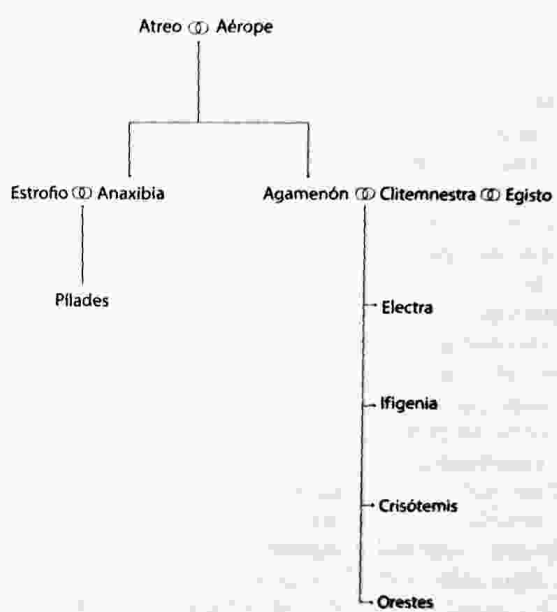 Atreo ⚭ Aérope
Estrofio ⚭ Anaxibia
Agamenón ⚭ Clitemnestra ⚭ Egisto
Pílades
Electra
Ifigenia
Crisótemis
Orestes